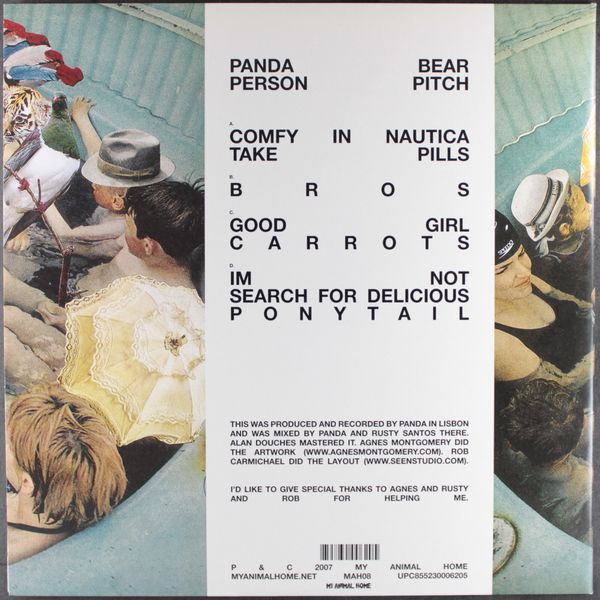 PANDA BEAR
PERSON PITCH
A.
COMFY IN NAUTICA
TAKE PILLS
B.
BROS
C.
GOOD GIRL
CARROTS
D.
IM NOT
SEARCH FOR DELICIOUS
PONYTAIL
THIS WAS PRODUCED AND RECORDED BY PANDA IN LISBON
AND WAS MIXED BY PANDA AND RUSTY SANTOS THERE.
ALAN DOUCHES MASTERED IT. AGNES MONTGOMERY DID
THE ARTWORK (WWW.AGNESMONTGOMERY.COM). ROB
CARMICHAEL DID THE LAYOUT (WWW.SEENSTUDIO.COM).
I'D LIKE TO GIVE SPECIAL THANKS TO AGNES AND RUSTY
AND ROB FOR HELPING ME.
P & C 2007 MY ANIMAL HOME
MYANIMALHOME.NET MAH08 UPC855230006205
MY ANIMAL HOME